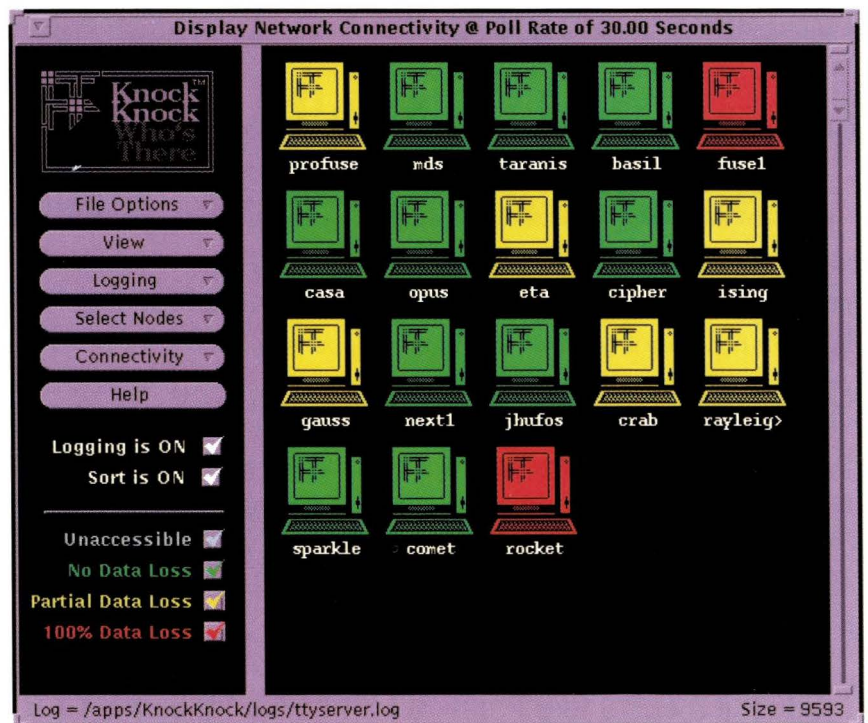 Display Network Connectivity @ Poll Rate of 30.00 Seconds
Knock™
Knock
Who's
There
File Options
View
Logging
Select Nodes
Connectivity
Help
Logging is ON
Sort is ON
Unaccessible
No Data Loss
Partial Data Loss
100% Data Loss
profuse mds taranis basil fuse1
casa opus eta cipher ising
gauss next1 jhufos crab rayleig>
sparkle comet rocket
Log = /apps/KnockKnock/logs/ttyserver.log Size = 9593